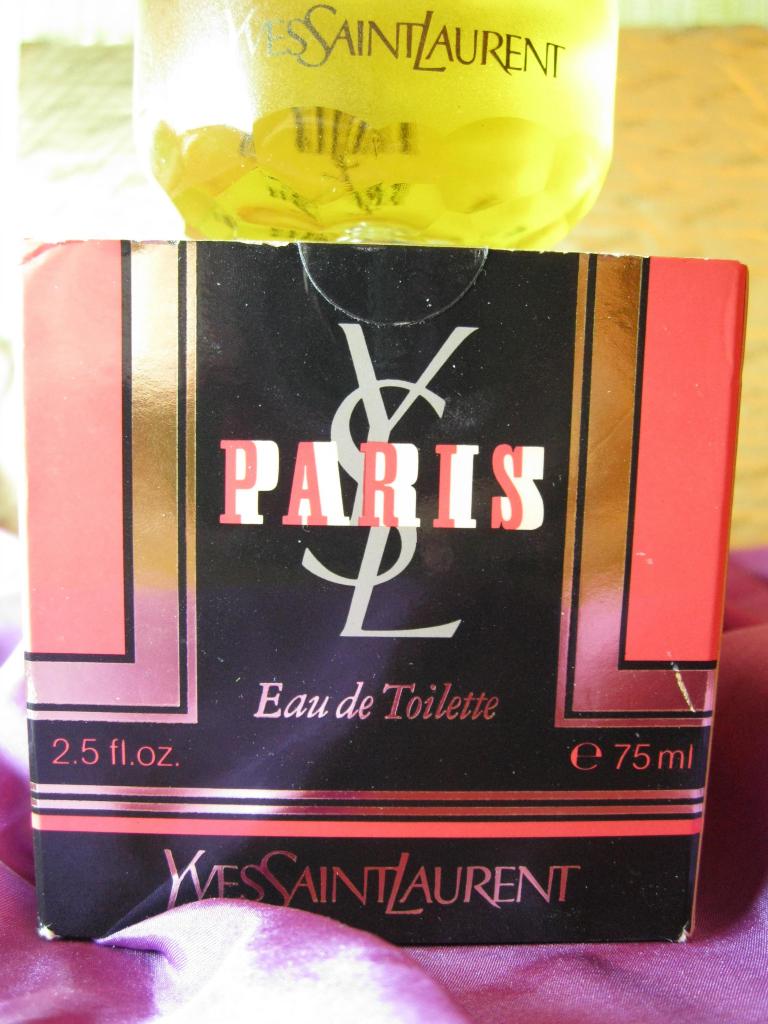 YVESSAINTLAURENT
YSL
PARIS
Eau de Toilette
2.5 fl.oz. ℮ 75 ml
YVESSAINTLAURENT